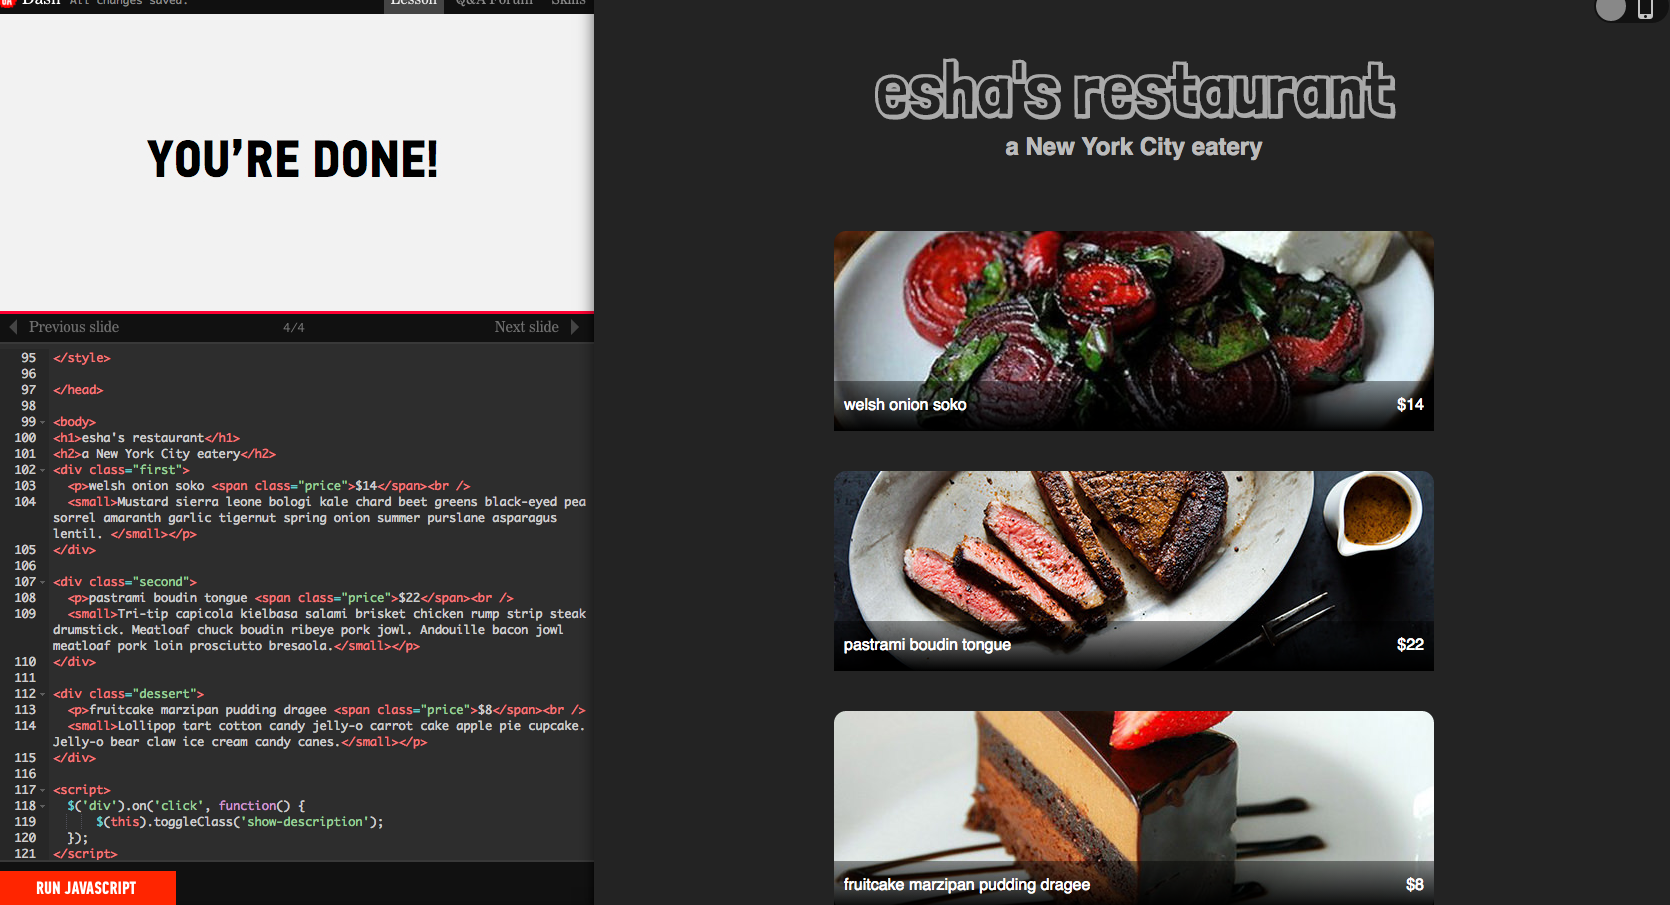 Dash All changes saved.
Lesson Q&A Forum Skills
YOU’RE DONE!
Previous slide 4/4 Next slide
95 </style>
96
97 </head>
98
99 <body>
100 <h1>esha's restaurant</h1>
101 <h2>a New York City eatery</h2>
102 <div class="first">
103 <p>welsh onion soko <span class="price">$14</span><br />
104 <small>Mustard sierra leone bologi kale chard beet greens black-eyed pea
sorrel amaranth garlic tigernut spring onion summer purslane asparagus
lentil. </small></p>
105 </div>
106
107 <div class="second">
108 <p>pastrami boudin tongue <span class="price">$22</span><br />
109 <small>Tri-tip capicola kielbasa salami brisket chicken rump strip steak
drumstick. Meatloaf chuck boudin ribeye pork jowl. Andouille bacon jowl
meatloaf pork loin prosciutto bresaola.</small></p>
110 </div>
111
112 <div class="dessert">
113 <p>fruitcake marzipan pudding dragee <span class="price">$8</span><br />
114 <small>Lollipop tart cotton candy jelly-o carrot cake apple pie cupcake.
Jelly-o bear claw ice cream candy canes.</small></p>
115 </div>
116
117 <script>
118 $('div').on('click', function() {
119 $(this).toggleClass('show-description');
120 });
121 </script>
RUN JAVASCRIPT
esha's restaurant
a New York City eatery
welsh onion soko $14
pastrami boudin tongue $22
fruitcake marzipan pudding dragee $8